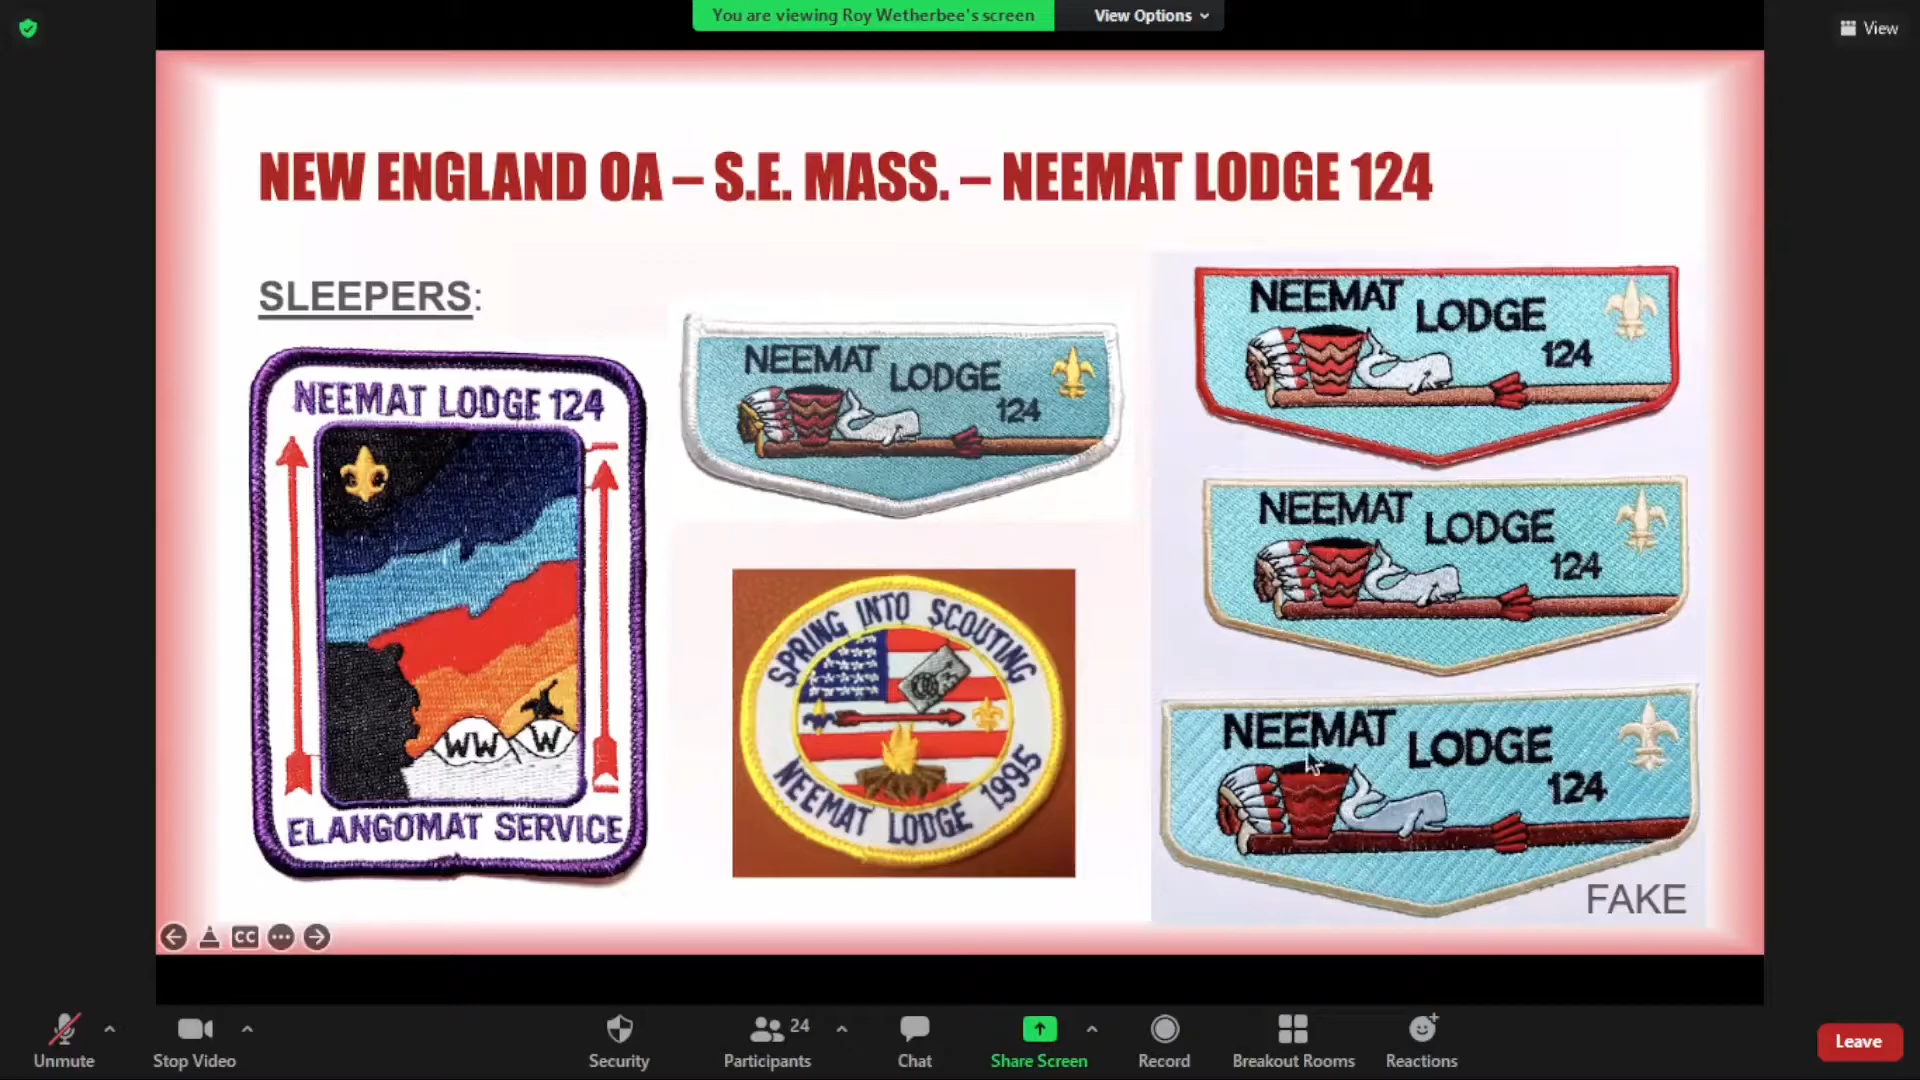 You are viewing Roy Wetherbee's screen
View Options
View
NEW ENGLAND OA – S.E. MASS. – NEEMAT LODGE 124
SLEEPERS:
NEEMAT LODGE 124
WW
W
ELANGOMAT SERVICE
NEEMAT LODGE
124
SPRING INTO SCOUTING
NEEMAT LODGE 1995
NEEMAT LODGE
124
NEEMAT LODGE
124
NEEMAT LODGE
124
FAKE
CC
Unmute
Stop Video
Security
24
Participants
Chat
Share Screen
Record
Breakout Rooms
Reactions
Leave